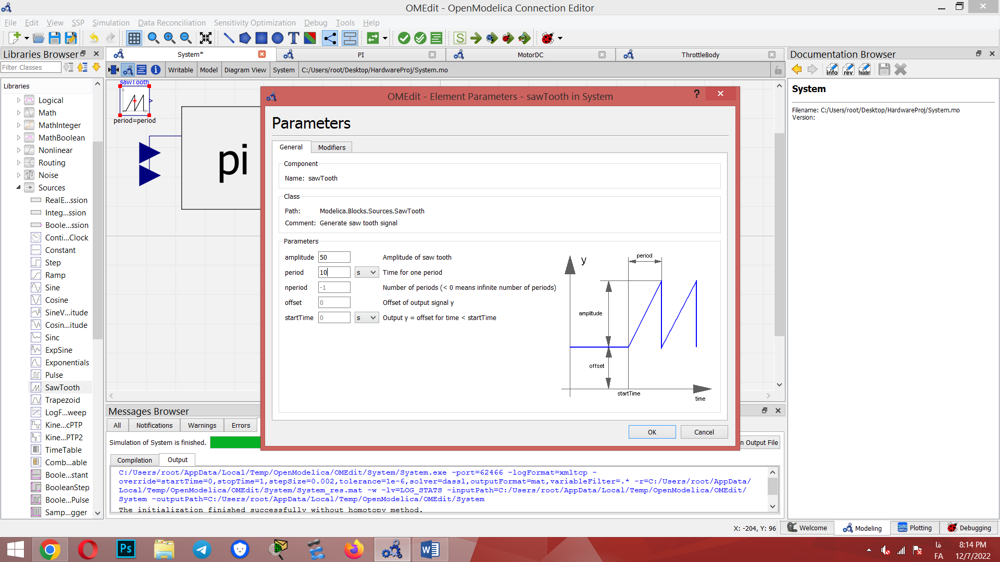 OMEdit - OpenModelica Connection Editor
File Edit View SSP Simulation Data Reconciliation Sensitivity Optimization Debug Tools Help
Libraries Browser
Filter Classes
Libraries
Logical
Math
MathInteger
MathBoolean
Nonlinear
Routing
Noise
Sources
RealE...ssion
Integ...ssion
Boole...ssion
Conti...Clock
Constant
Step
Ramp
Sine
Cosine
SineV...itude
Cosin...itude
Sinc
ExpSine
Exponentials
Pulse
SawTooth
Trapezoid
LogF...weep
Kine...cPTP
Kine...PTP2
TimeTable
Comb...able
Boole...stant
BooleanStep
Boole...Pulse
Samp...gger
System* PI MotorDC ThrottleBody
Writable Model Diagram View System C:/Users/root/Desktop/HardwareProj/System.mo
sawTooth
period=period
pi
OMEdit - Element Parameters - sawTooth in System
Parameters
General Modifiers
Component
Name: sawTooth
Class
Path: Modelica.Blocks.Sources.SawTooth
Comment: Generate saw tooth signal
Parameters
amplitude 50 Amplitude of saw tooth
period 10 s Time for one period
nperiod -1 Number of periods (< 0 means infinite number of periods)
offset 0 Offset of output signal y
startTime 0 s Output y = offset for time < startTime
y
period
amplitude
offset
startTime
time
OK Cancel
Messages Browser
All Notifications Warnings Errors
Simulation of System is finished.
n Output File
Compilation Output
C:/Users/root/AppData/Local/Temp/OpenModelica/OMEdit/System/System.exe -port=62466 -logFormat=xmltcp -
override=startTime=0,stopTime=1,stepSize=0.002,tolerance=1e-6,solver=dassl,outputFormat=mat,variableFilter=.* -r=C:/Users/root/AppData/
Local/Temp/OpenModelica/OMEdit/System/System_res.mat -w -lv=LOG_STATS -inputPath=C:/Users/root/AppData/Local/Temp/OpenModelica/OMEdit/
System -outputPath=C:/Users/root/AppData/Local/Temp/OpenModelica/OMEdit/System
The initialization finished successfully without homotopy method.
Documentation Browser
info rev header
System
Filename: C:/Users/root/Desktop/HardwareProj/System.mo
Version:
X: -204, Y: 96 Welcome Modeling Plotting Debugging
Ps
فا
FA
8:14 PM
12/7/2022